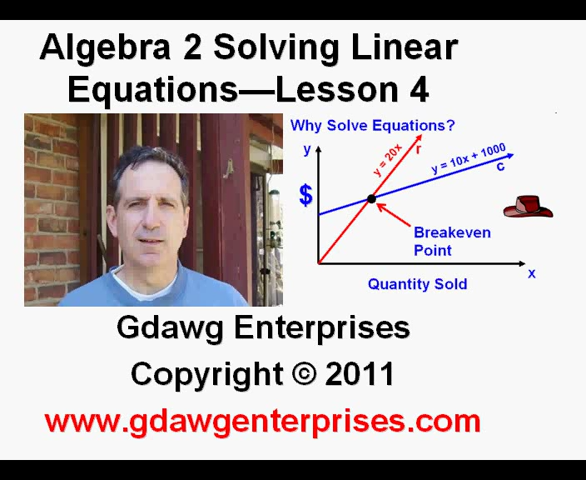 Algebra 2 Solving Linear
Equations—Lesson 4
Why Solve Equations?
y
y = 20x
r
y = 10x + 1000
c
$
Breakeven
Point
x
Quantity Sold
Gdawg Enterprises
Copyright © 2011
www.gdawgenterprises.com